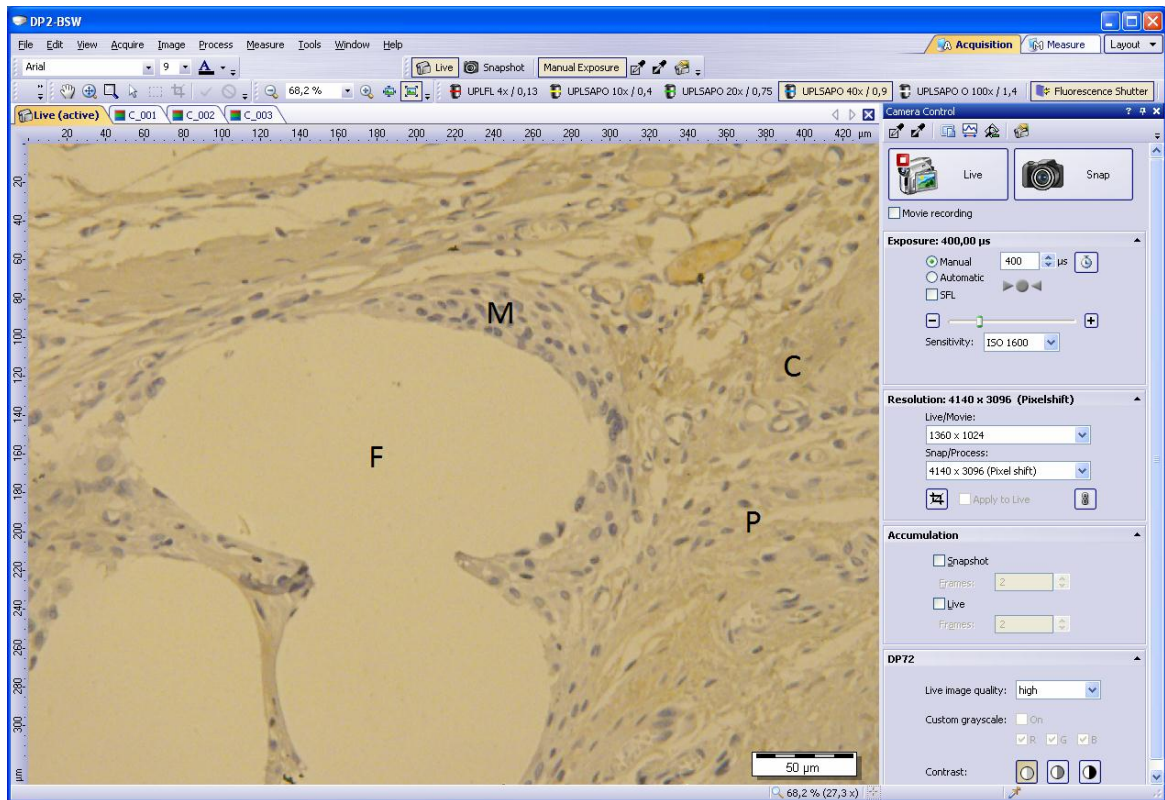 DP2-BSW
File Edit View Acquire Image Process Measure Tools Window Help
Acquisition Measure Layout
Arial 9 A Live Snapshot Manual Exposure
68,2 % UPLFL 4x / 0,13 UPLSAPO 10x / 0,4 UPLSAPO 20x / 0,75 UPLSAPO 40x / 0,9 UPLSAPO O 100x / 1,4 Fluorescence Shutter
Live (active) C_001 C_002 C_003
Camera Control
20 40 60 80 100 120 140 160 180 200 220 240 260 280 300 320 340 360 380 400 420 µm
20
40
60
80
100
120
140
160
180
200
220
240
260
280
300
µm
M
C
F
P
50 µm
Live Snap
Movie recording
Exposure: 400,00 µs
Manual 400 µs
Automatic
SFL
Sensitivity: ISO 1600
Resolution: 4140 x 3096 (Pixelshift)
Live/Movie:
1360 x 1024
Snap/Process:
4140 x 3096 (Pixel shift)
Apply to Live
Accumulation
Snapshot
Frames: 2
Live
Frames: 2
DP72
Live image quality: high
Custom grayscale: On
R G B
Contrast:
68,2 % (27,3 x)